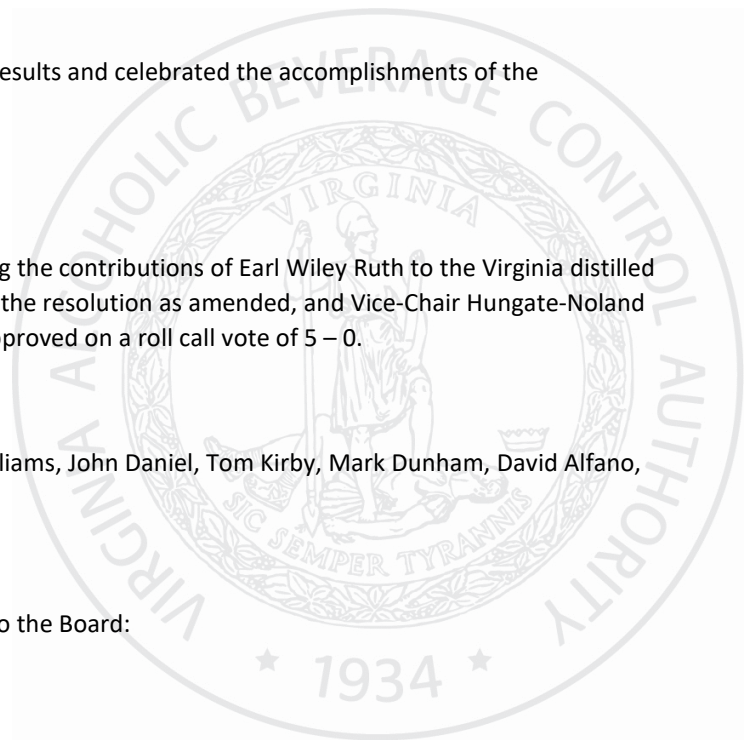 esults and celebrated the accomplishments of the
g the contributions of Earl Wiley Ruth to the Virginia distilled
the resolution as amended, and Vice-Chair Hungate-Noland
proved on a roll call vote of 5 – 0.
liams, John Daniel, Tom Kirby, Mark Dunham, David Alfano,
o the Board:
VIRGINIA ALCOHOLIC BEVERAGE CONTROL AUTHORITY
VIRGINIA
SIC SEMPER TYRANNIS
★ 1934 ★